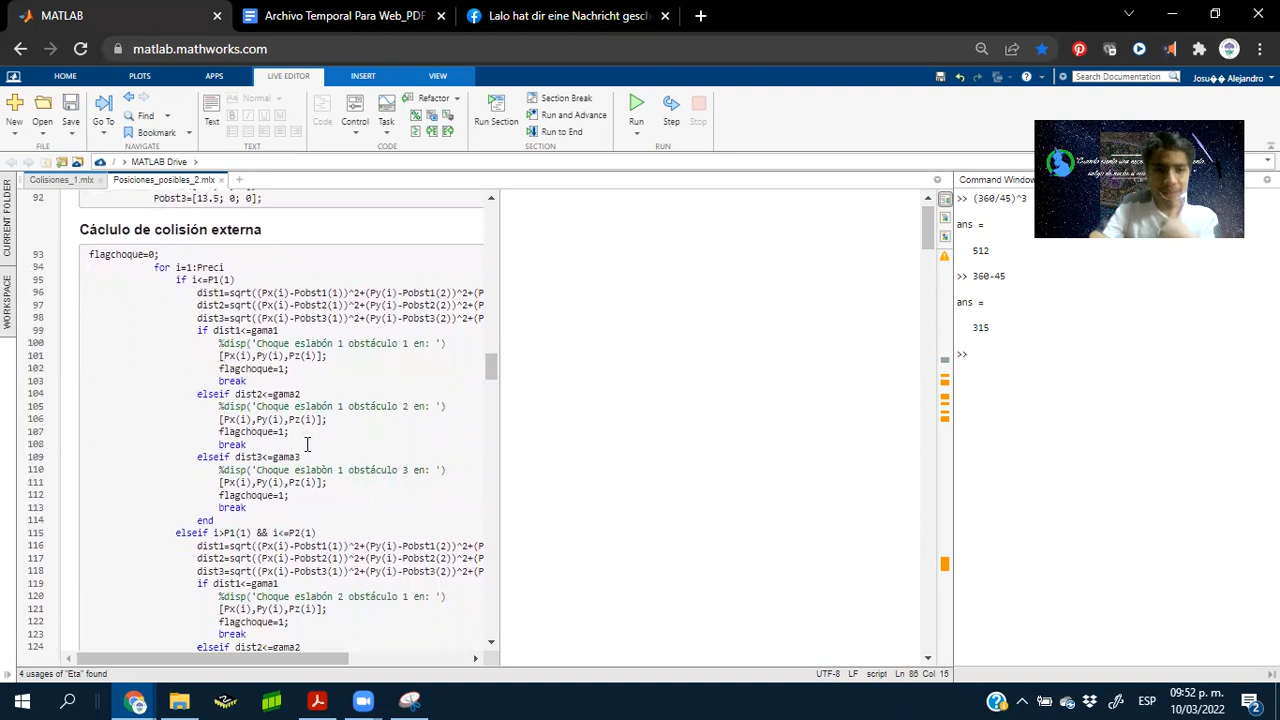 MATLAB
Archivo Temporal Para Web_PDF
Lalo hat dir eine Nachricht gesch
matlab.mathworks.com
HOME
PLOTS
APPS
LIVE EDITOR
INSERT
VIEW
Search Documentation
Josu�� Alejandro
New
Open
Save
Go To
Find
Bookmark
Text
Normal
B I U M
Code
Control
Task
Refactor
Run Section
Section Break
Run and Advance
Run to End
Run
Step
Stop
FILE
NAVIGATE
TEXT
CODE
SECTION
RUN
/ MATLAB Drive
CURRENT FOLDER
WORKSPACE
Colisiones_1.mlx
Posiciones_posibles_2.mlx
92 Pobst3=[13.5; 0; 0];
Cáclulo de colisión externa
93 flagchoque=0;
94 for i=1:Preci
95 if i<=P1(1)
96 dist1=sqrt((Px(i)-Pobst1(1))^2+(Py(i)-Pobst1(2))^2+(P
97 dist2=sqrt((Px(i)-Pobst2(1))^2+(Py(i)-Pobst2(2))^2+(P
98 dist3=sqrt((Px(i)-Pobst3(1))^2+(Py(i)-Pobst3(2))^2+(P
99 if dist1<=gama1
100 %disp('Choque eslabón 1 obstáculo 1 en: ')
101 [Px(i),Py(i),Pz(i)];
102 flagchoque=1;
103 break
104 elseif dist2<=gama2
105 %disp('Choque eslabón 1 obstáculo 2 en: ')
106 [Px(i),Py(i),Pz(i)];
107 flagchoque=1;
108 break
109 elseif dist3<=gama3
110 %disp('Choque eslabòn 1 obstáculo 3 en: ')
111 [Px(i),Py(i),Pz(i)];
112 flagchoque=1;
113 break
114 end
115 elseif i>P1(1) && i<=P2(1)
116 dist1=sqrt((Px(i)-Pobst1(1))^2+(Py(i)-Pobst1(2))^2+(P
117 dist2=sqrt((Px(i)-Pobst2(1))^2+(Py(i)-Pobst2(2))^2+(P
118 dist3=sqrt((Px(i)-Pobst3(1))^2+(Py(i)-Pobst3(2))^2+(P
119 if dist1<=gama1
120 %disp('Choque eslabón 2 obstáculo 1 en: ')
121 [Px(i),Py(i),Pz(i)];
122 flagchoque=1;
123 break
124 elseif dist2<=gama2
Command Window
>> (360/45)^3
ans =
512
>> 360-45
ans =
315
>>
4 usages of "Eta" found
UTF-8 LF script Ln 86 Col 15
ESP
09:52 p. m.
10/03/2022
2